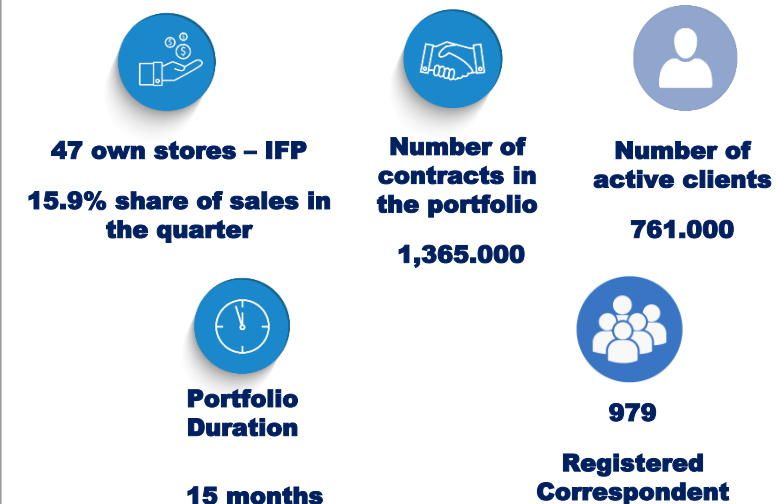 47 own stores – IFP
15.9% share of sales in
the quarter
Number of
contracts in
the portfolio
1,365.000
Number of
active clients
761.000
Portfolio
Duration
15 months
979
Registered
Correspondent